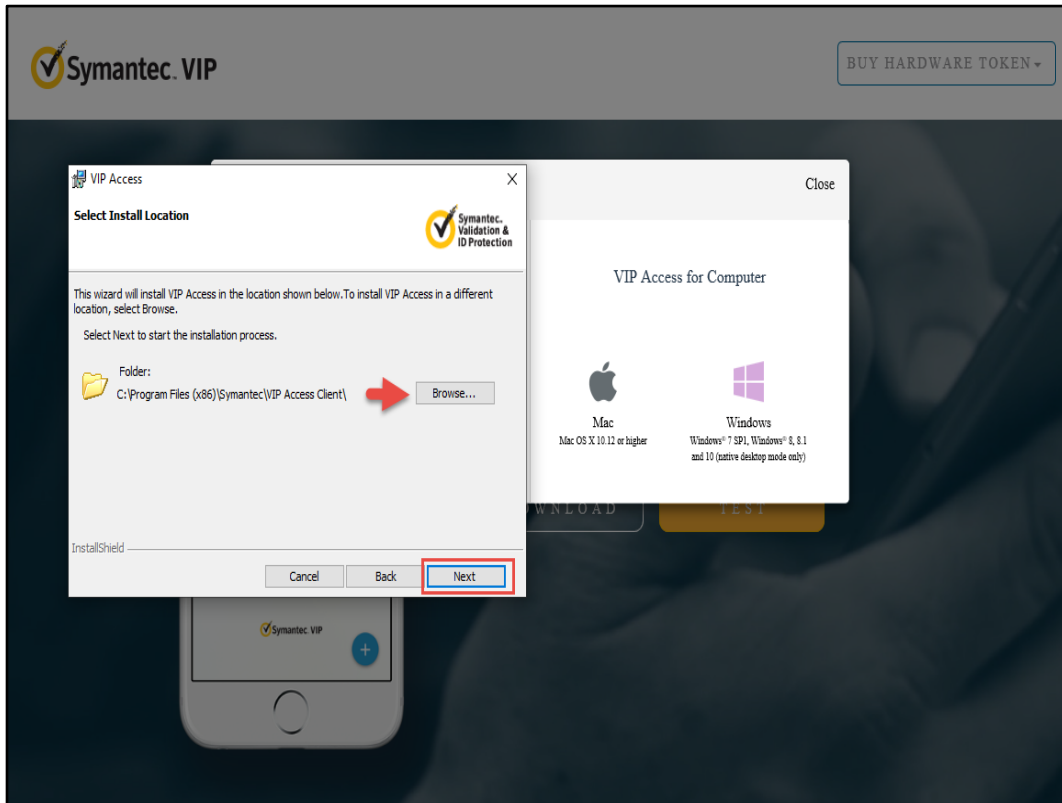 Symantec. VIP
BUY HARDWARE TOKEN
VIP Access
X
Close
Select Install Location
Symantec.
Validation &
ID Protection
This wizard will install VIP Access in the location shown below.To install VIP Access in a different
location, select Browse.
Select Next to start the installation process.
Folder:
C:\Program Files (x86)\Symantec\VIP Access Client\
Browse...
InstallShield
Cancel
Back
Next
VIP Access for Computer
Mac
Mac OS X 10.12 or higher
Windows
Windows® 7 SP1, Windows® 8, 8.1
and 10 (native desktop mode only)
TEST
Symantec. VIP